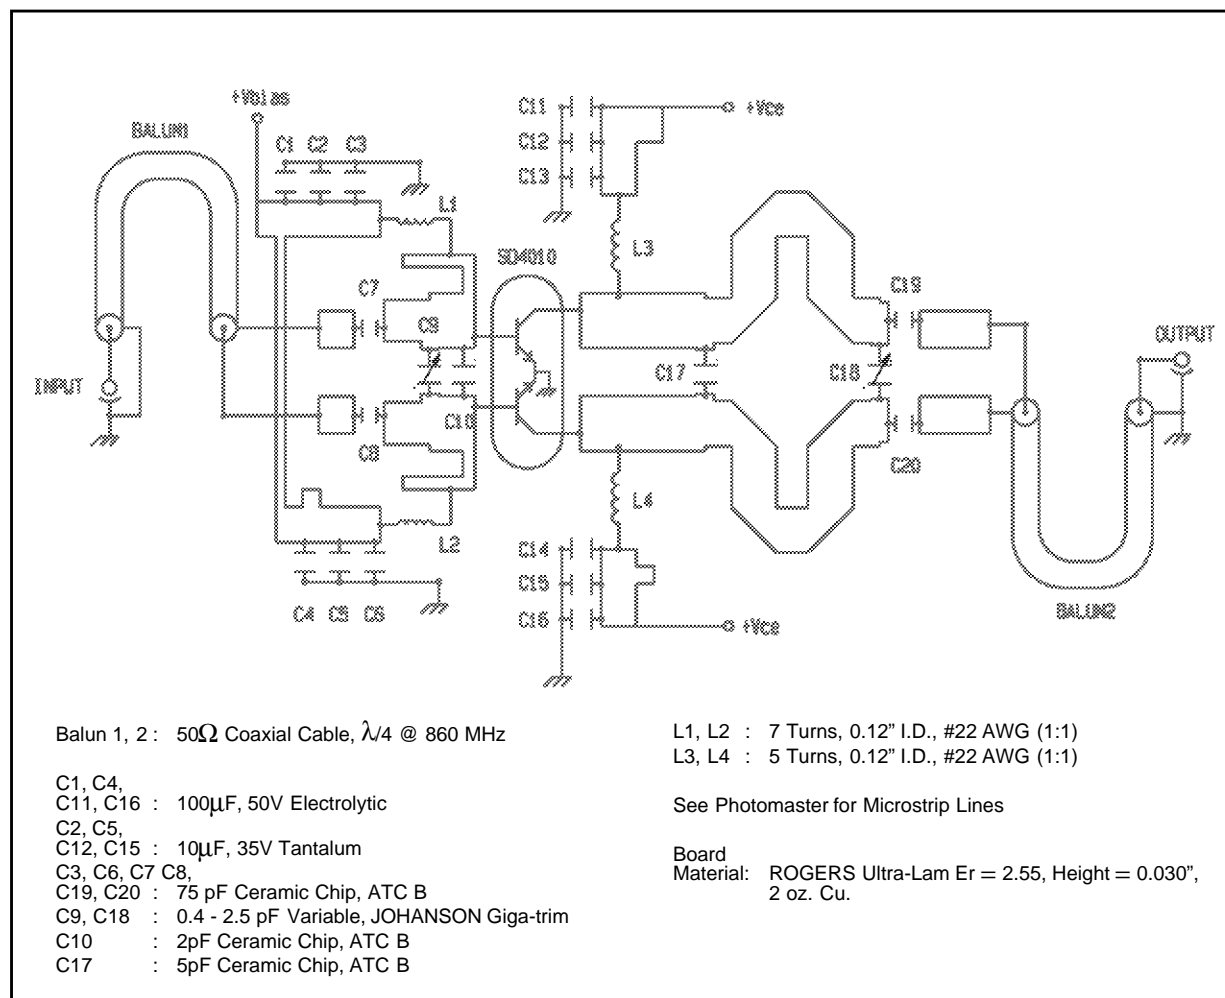 +Vbias
BALUM1
C1 C2 C3
L1
C11
C12
C13
+Vce
L3
SD4010
C7
C9
C8
C10
C17
C18
C19
C20
INPUT
OUTPUT
L2
L4
C4 C5 C6
C14
C15
C16
+Vce
BALUN2
Balun 1, 2 : 50Ω Coaxial Cable, λ/4 @ 860 MHz
C1, C4,
C11, C16 : 100µF, 50V Electrolytic
C2, C5,
C12, C15 : 10µF, 35V Tantalum
C3, C6, C7 C8,
C19, C20 : 75 pF Ceramic Chip, ATC B
C9, C18 : 0.4 - 2.5 pF Variable, JOHANSON Giga-trim
C10 : 2pF Ceramic Chip, ATC B
C17 : 5pF Ceramic Chip, ATC B
L1, L2 : 7 Turns, 0.12” I.D., #22 AWG (1:1)
L3, L4 : 5 Turns, 0.12” I.D., #22 AWG (1:1)
See Photomaster for Microstrip Lines
Board
Material: ROGERS Ultra-Lam Er = 2.55, Height = 0.030”,
2 oz. Cu.